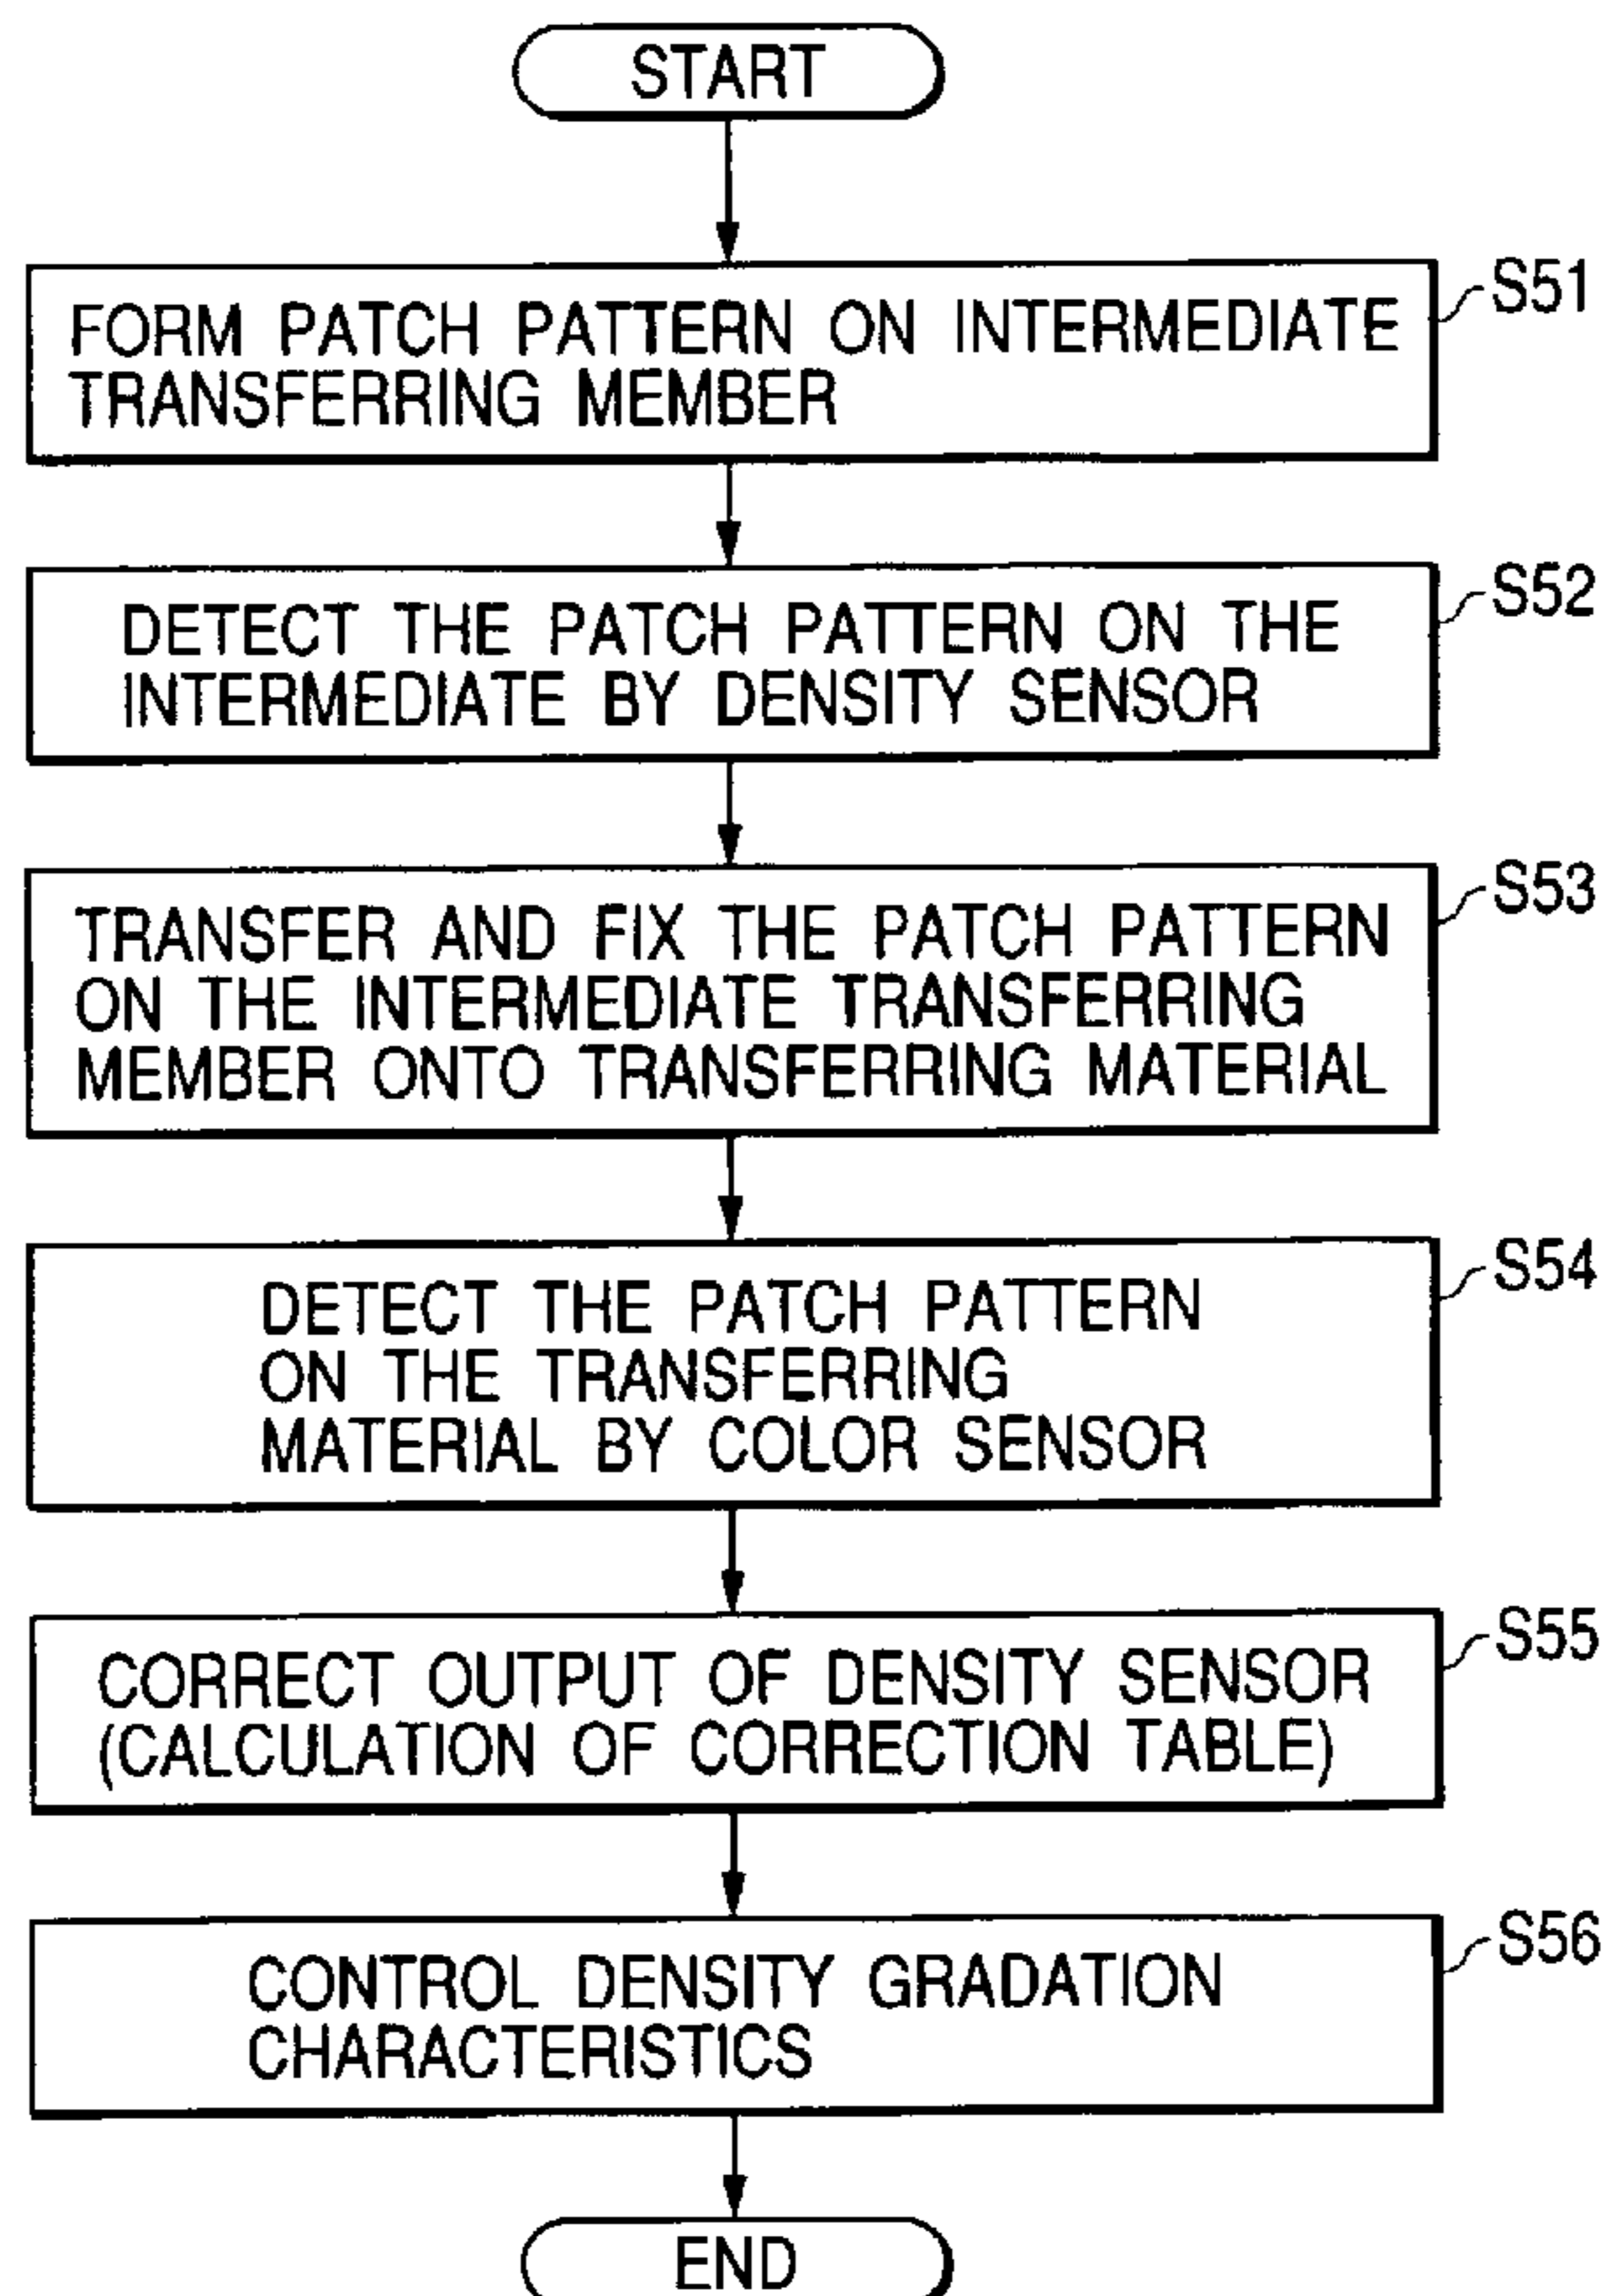 START
FORM PATCH PATTERN ON INTERMEDIATE
TRANSFERRING MEMBER
S51
DETECT THE PATCH PATTERN ON THE
INTERMEDIATE BY DENSITY SENSOR
S52
TRANSFER AND FIX THE PATCH PATTERN
ON THE INTERMEDIATE TRANSFERRING
MEMBER ONTO TRANSFERRING MATERIAL
S53
DETECT THE PATCH PATTERN
ON THE TRANSFERRING
MATERIAL BY COLOR SENSOR
S54
CORRECT OUTPUT OF DENSITY SENSOR
(CALCULATION OF CORRECTION TABLE)
S55
CONTROL DENSITY GRADATION
CHARACTERISTICS
S56
END